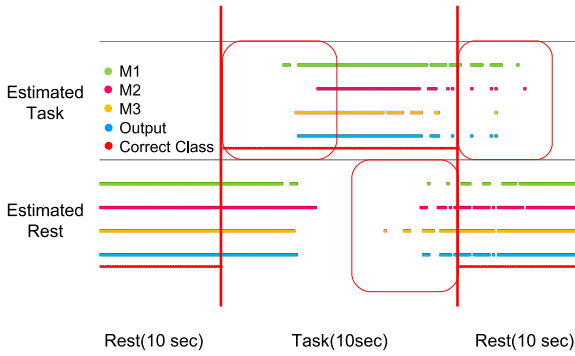 Estimated
Task
M1
M2
M3
Output
Correct Class
Estimated
Rest
Rest(10 sec)
Task(10sec)
Rest(10 sec)